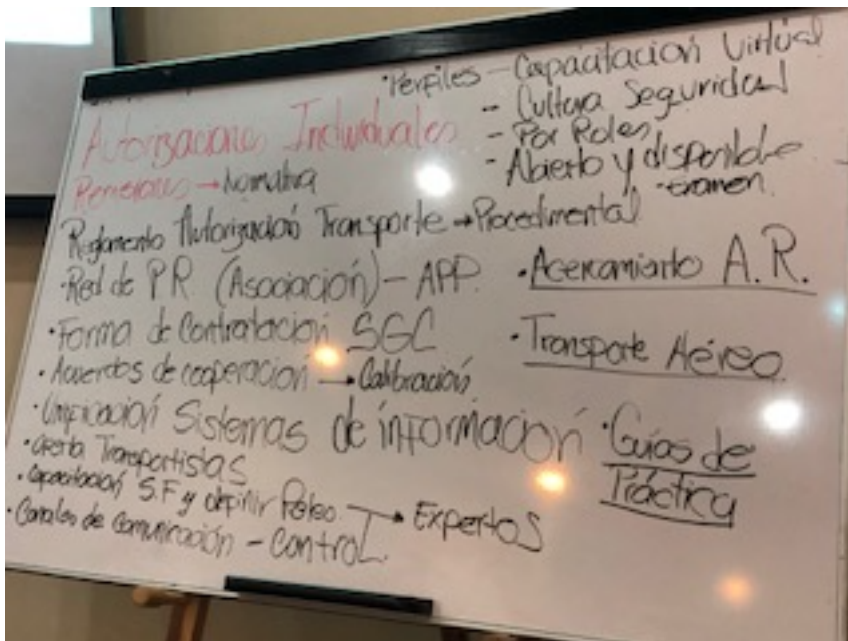 ·Perfiles - Capacitación Virtual
- Cultura Seguridad
- Por Roles
- Abierto y disponible
- examen.
Autorizaciones Individuales
→ Normativa
Reglamento Autorización Transporte → Procedimental
·Red de PR (Asociación) - APP.
·Forma de Contratación SGC
·Acuerdos de cooperación → Calibración
·Unificación Sistemas de información
·Oferta Transportistas
·Capacitación S.F y definir Roles → Expertos
·Canales de comunicación - Control.
·Acercamiento A.R.
·Transporte Aéreo
·Guías de
Práctica